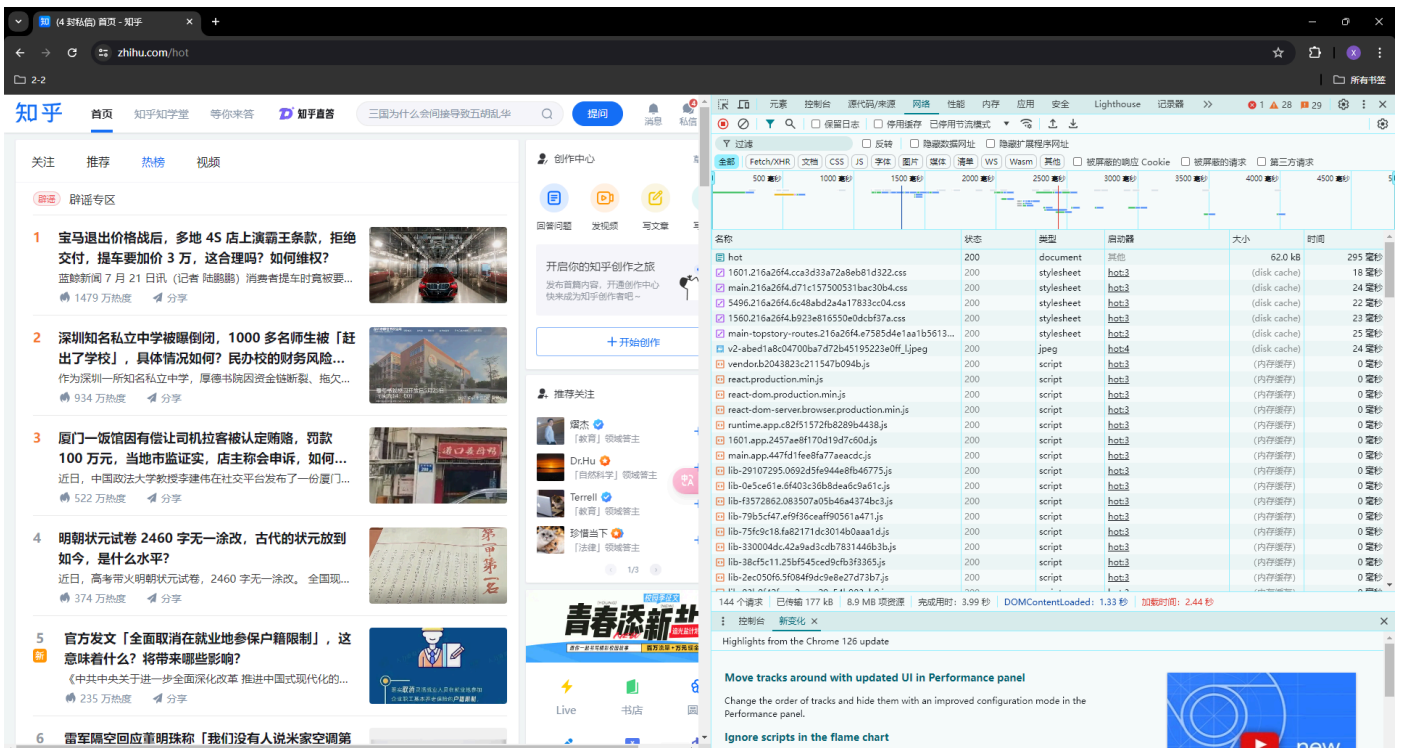 (4 封私信) 首页 - 知乎
zhihu.com/hot
X
2-2
所有书签
知乎
首页
知乎知学堂
等你来答
知乎直答
三国为什么会间接导致五胡乱华
提问
消息
私信
关注
推荐
热榜
视频
辟谣 辟谣专区
1
宝马退出价格战后，多地 4S 店上演霸王条款，拒绝
交付，提车要加价 3 万，这合理吗？如何维权？
蓝鲸新闻 7 月 21 日讯（记者 陆鹏鹏）消费者提车时竟被要...
1479 万热度 分享
2
深圳知名私立中学被曝倒闭，1000 多名师生被「赶
出了学校」，具体情况如何？民办校的财务风险...
作为深圳一所知名私立中学，厚德书院因资金链断裂、拖欠...
934 万热度 分享
3
厦门一饭馆因有偿让司机拉客被认定贿赂，罚款
100 万元，当地市监证实，店主称会申诉，如何...
近日，中国政法大学教授李建伟在社交平台发布了一份厦门...
522 万热度 分享
4
明朝状元试卷 2460 字无一涂改，古代的状元放到
如今，是什么水平？
近日，高考带火明朝状元试卷，2460 字无一涂改。 全国现...
374 万热度 分享
第一甲第一名
5
新
官方发文「全面取消在就业地参保户籍限制」，这
意味着什么？将带来哪些影响？
《中共中央关于进一步全面深化改革 推进中国式现代化的...
235 万热度 分享
6
雷军隔空回应董明珠称「我们没有人说米家空调第
创作中心
回答问题
发视频
写文章
开启你的知乎创作之旅
发布首篇内容，开通创作中心
快来成为知乎创作者吧~
开始创作
推荐关注
熠杰
「教育」领域答主
Dr.Hu
「自然科学」领域答主
Terrell
「教育」领域答主
珍惜当下
「法律」领域答主
1/3
青春添新
Live
书店
圆
元素 控制台 源代码/来源 网络 性能 内存 应用 安全 Lighthouse 记录器 1 28 29
保留日志 停用缓存 已停用节流模式
过滤 反转 隐藏数据网址 隐藏扩展程序网址
全部 Fetch/XHR 文档 CSS JS 字体 图片 媒体 清单 WS Wasm 其他 被屏蔽的响应 Cookie 被屏蔽的请求 第三方请求
500 毫秒 1000 毫秒 1500 毫秒 2000 毫秒 2500 毫秒 3000 毫秒 3500 毫秒 4000 毫秒 4500 毫秒
名称 状态 类型 启动器 大小 时间
hot 200 document 其他 62.0 kB 295 毫秒
1601.216a26f4.cca3d33a72a8eb81d322.css 200 stylesheet hot:3 (disk cache) 18 毫秒
main.216a26f4.d71c157500531bac30b4.css 200 stylesheet hot:3 (disk cache) 24 毫秒
5496.216a26f4.6c48abd2a4a17833cc04.css 200 stylesheet hot:3 (disk cache) 22 毫秒
1560.216a26f4.b923e816550e0dcbf37a.css 200 stylesheet hot:3 (disk cache) 23 毫秒
main-topstory-routes.216a26f4.e7585d4e1aa1b5613... 200 stylesheet hot:3 (disk cache) 25 毫秒
v2-abed1a8c04700ba7d72b45195223e0ff_l.jpeg 200 jpeg hot:4 (disk cache) 24 毫秒
vendor.b2043823c211547b094b.js 200 script hot:3 (内存缓存) 0 毫秒
react.production.min.js 200 script hot:3 (内存缓存) 0 毫秒
react-dom.production.min.js 200 script hot:3 (内存缓存) 0 毫秒
react-dom-server.browser.production.min.js 200 script hot:3 (内存缓存) 0 毫秒
runtime.app.c82f51572fb8289b4438.js 200 script hot:3 (内存缓存) 0 毫秒
1601.app.2457ae8f170d19d7c60d.js 200 script hot:3 (内存缓存) 0 毫秒
main.app.447fd1fee8fa77aeacdc.js 200 script hot:3 (内存缓存) 0 毫秒
lib-29107295.0692d5fe944e8fb46775.js 200 script hot:3 (内存缓存) 0 毫秒
lib-0e5ce61e.6f403c36b8dea6c9a61c.js 200 script hot:3 (内存缓存) 0 毫秒
lib-f3572862.083507a05b46a4374bc3.js 200 script hot:3 (内存缓存) 0 毫秒
lib-79b5cf47.ef9f36ceaff90561a471.js 200 script hot:3 (内存缓存) 0 毫秒
lib-75fc9c18.fa82171dc3014b0aaa1d.js 200 script hot:3 (内存缓存) 0 毫秒
lib-330004dc.42a9ad3cdb7831446b3b.js 200 script hot:3 (内存缓存) 0 毫秒
lib-38cf5c11.25bf545ced9cfb3f3365.js 200 script hot:3 (内存缓存) 0 毫秒
lib-2ec050f6.5f084f9dc9e8e27d73b7.js 200 script hot:3 (内存缓存) 0 毫秒
144 个请求 已传输 177 kB 8.9 MB 项资源 完成用时：3.99 秒 DOMContentLoaded：1.33 秒 加载时间：2.44 秒
控制台 新变化
Highlights from the Chrome 126 update
Move tracks around with updated UI in Performance panel
Change the order of tracks and hide them with an improved configuration mode in the
Performance panel.
Ignore scripts in the flame chart
new